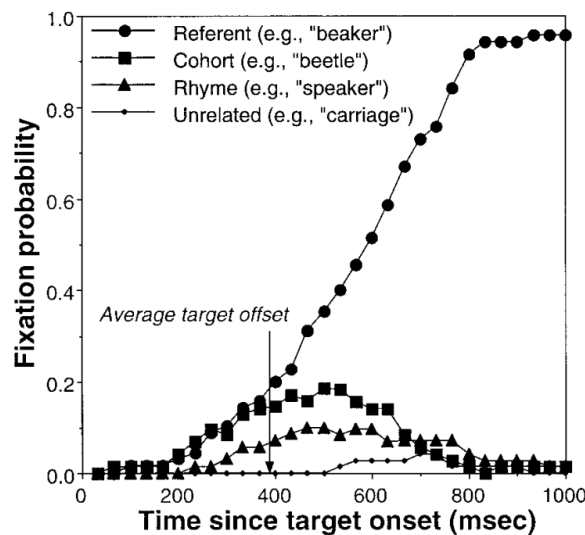 1.0
Referent (e.g., "beaker")
Cohort (e.g., "beetle")
Rhyme (e.g., "speaker")
Unrelated (e.g., "carriage")
0.8
0.6
Fixation probability
0.4
Average target offset
0.2
0.0
0 200 400 600 800 1000
Time since target onset (msec)